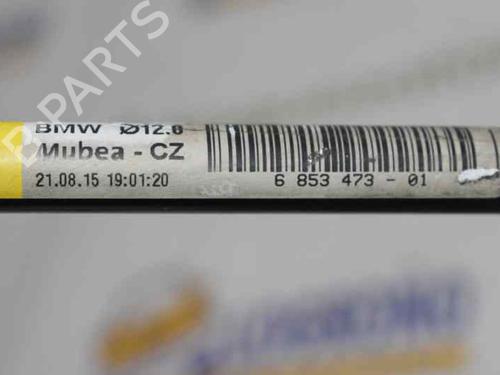 B PARTS
BMW Ø12.0
Mubea - CZ
21.08.15 19:01:20
6 853 473 - 01